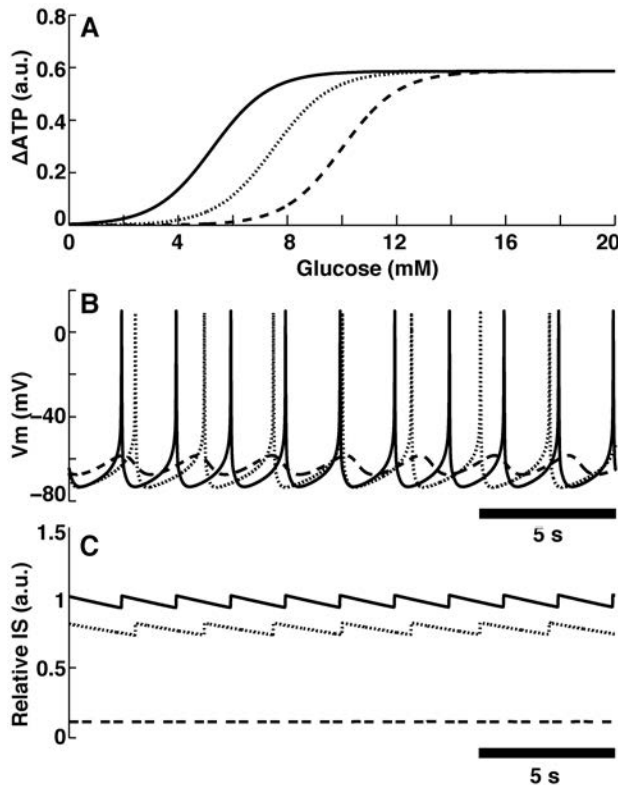 A
ΔATP (a.u.)
0.8
0.6
0.4
0.2
0
0 4 8 12 16 20
Glucose (mM)
B
Vm (mV)
0
−40
−80
5 s
C
Relative IS (a.u.)
1.5
1
0.5
0
5 s